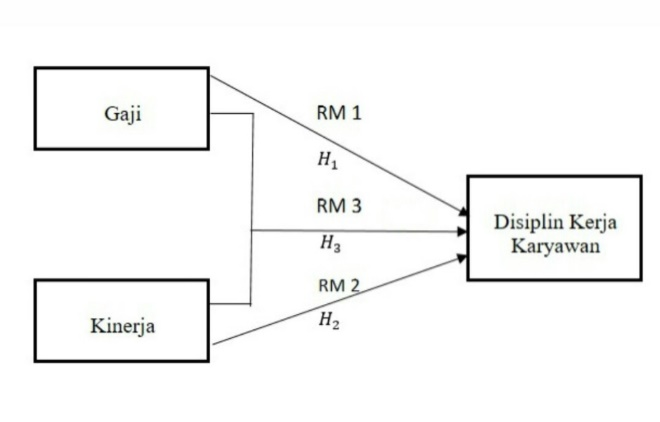 Gaji
RM 1
H₁
RM 3
H₃
Disiplin Kerja
Karyawan
RM 2
H₂
Kinerja